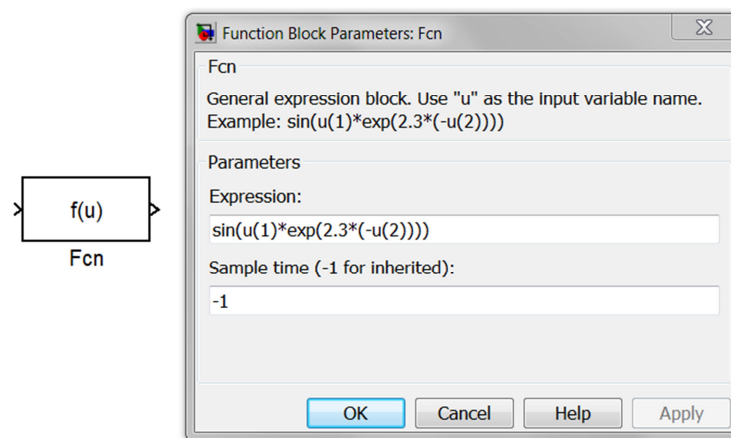 Function Block Parameters: Fcn
Fcn
General expression block. Use "u" as the input variable name.
Example: sin(u(1)*exp(2.3*(-u(2))))
Parameters
Expression:
sin(u(1)*exp(2.3*(-u(2))))
Sample time (-1 for inherited):
-1
OK Cancel Help Apply
f(u)
Fcn